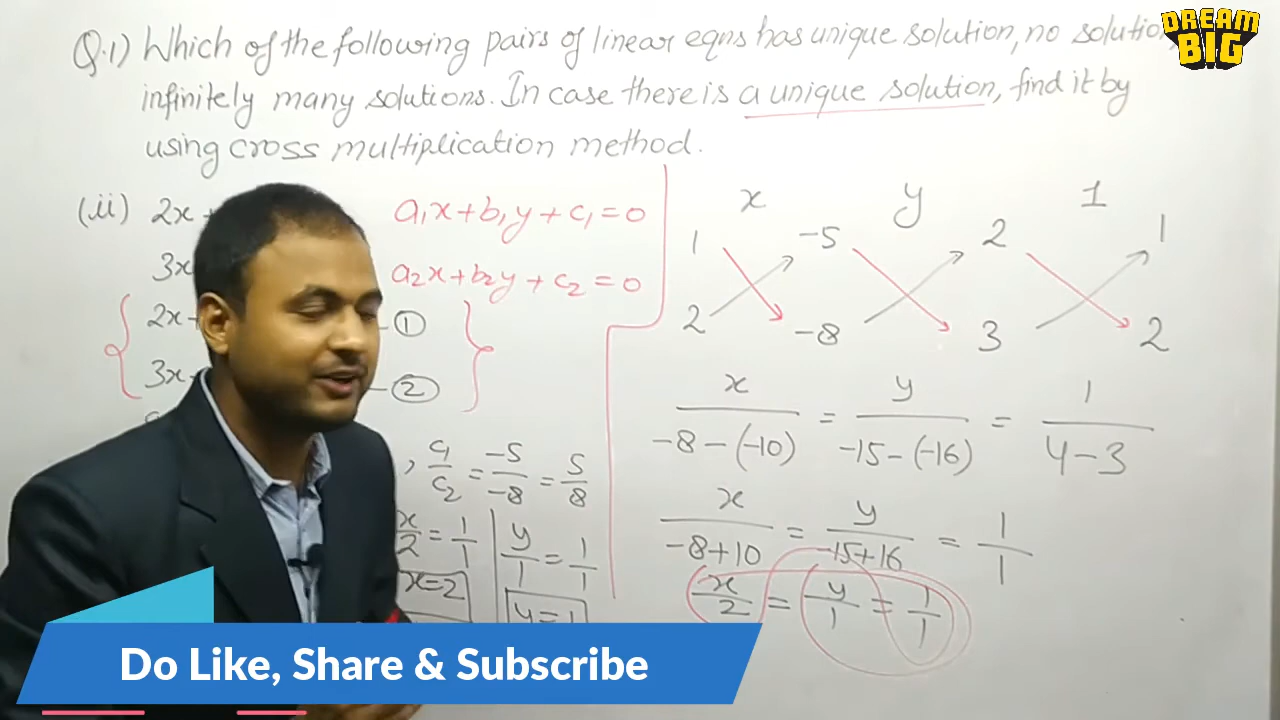 DREAM
BIG
Q.1) Which of the following pairs of linear eqns has unique solution, no solutio
infinitely many solutions. In case there is a unique solution, find it by
using cross multiplication method.
(ii) 2x +
3x
2x-
3x-
a₁x + b₁y + c₁ = 0
a₂x + b₂y + c₂ = 0
①
②
, c₁/c₂ = -5/-8 = 5/8
x/2 = 1/1
x=2
y/1 = 1/1
y=1
x y 1
1 -5 2 1
2 -8 3 2
x/-8-(-10) = y/-15-(-16) = 1/4-3
x/-8+10 = y/-15+16 = 1/1
x/2 = y/1 = 1/1
Do Like, Share & Subscribe